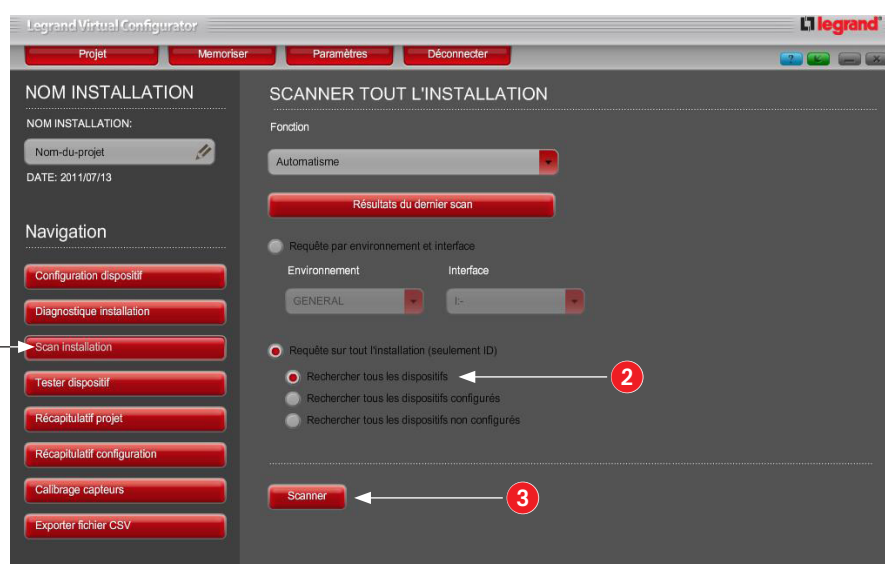 Legrand Virtual Configurator
legrand
Projet
Memoriser
Paramètres
Déconnecter
?
NOM INSTALLATION
NOM INSTALLATION:
Nom-du-projet
DATE: 2011/07/13
Navigation
Configuration dispositif
Diagnostique installation
Scan installation
Tester dispositif
Récapitulatif projet
Récapitulatif configuration
Calibrage capteurs
Exporter fichier CSV
SCANNER TOUT L'INSTALLATION
Fonction
Automatisme
Résultats du dernier scan
Requête par environnement et interface
Environnement Interface
GENERAL I:-
Requête sur tout l'installation (seulement ID)
Rechercher tous les dispositifs 2
Rechercher tous les dispositifs configurés
Rechercher tous les dispositifs non configurés
Scanner 3